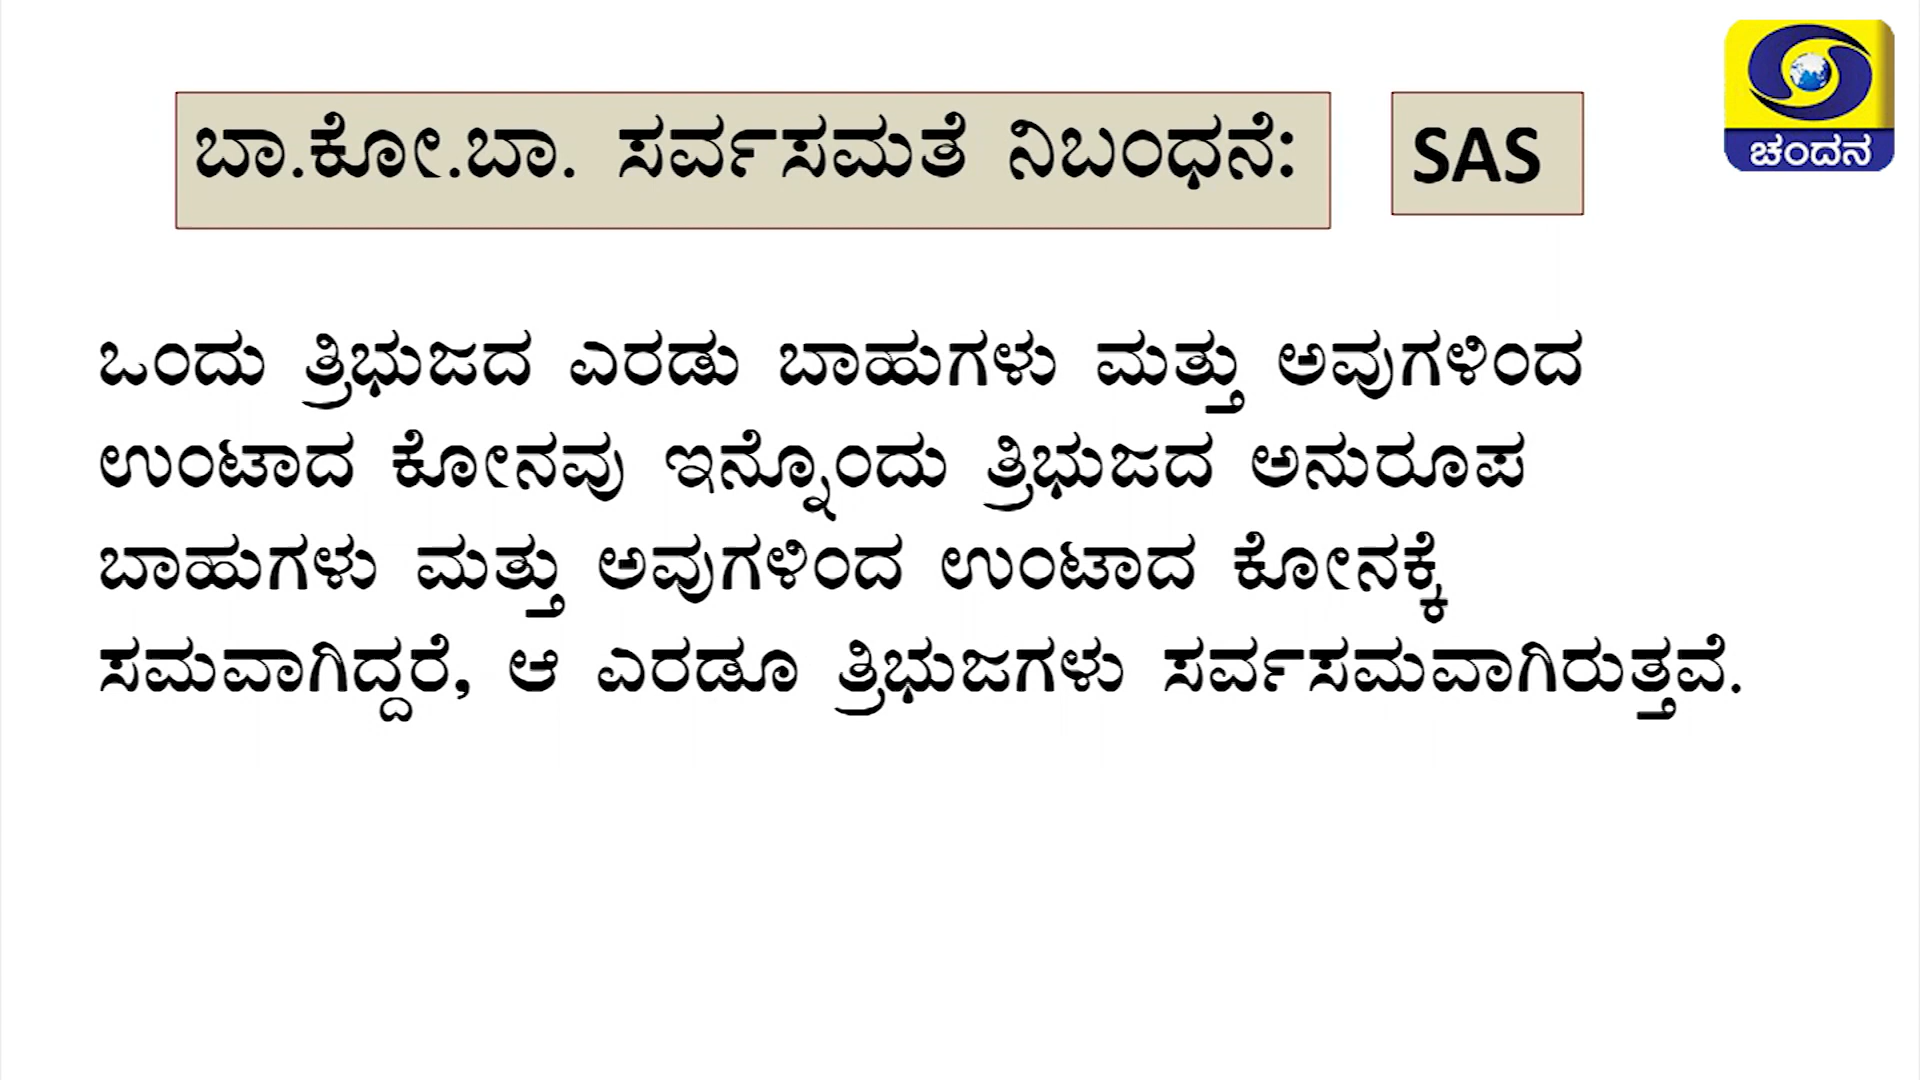 ಬಾ.ಕೋ.ಬಾ. ಸರ್ವಸಮತೆ ನಿಬಂಧನೆ: SAS
ಚಂದನ
ಒಂದು ತ್ರಿಭುಜದ ಎರಡು ಬಾಹುಗಳು ಮತ್ತು ಅವುಗಳಿಂದ
ಉಂಟಾದ ಕೋನವು ಇನ್ನೊಂದು ತ್ರಿಭುಜದ ಅನುರೂಪ
ಬಾಹುಗಳು ಮತ್ತು ಅವುಗಳಿಂದ ಉಂಟಾದ ಕೋನಕ್ಕೆ
ಸಮವಾಗಿದ್ದರೆ, ಆ ಎರಡೂ ತ್ರಿಭುಜಗಳು ಸರ್ವಸಮವಾಗಿರುತ್ತವೆ.